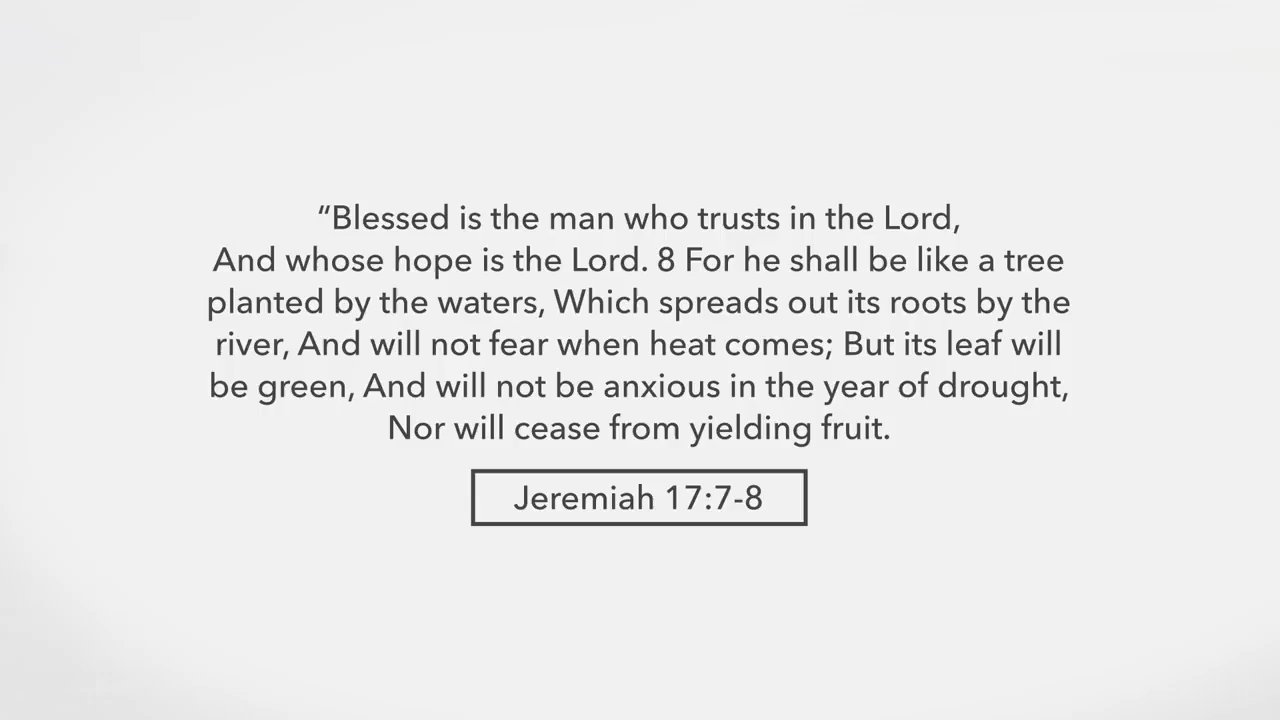 “Blessed is the man who trusts in the Lord,
And whose hope is the Lord. 8 For he shall be like a tree
planted by the waters, Which spreads out its roots by the
river, And will not fear when heat comes; But its leaf will
be green, And will not be anxious in the year of drought,
Nor will cease from yielding fruit.
Jeremiah 17:7-8